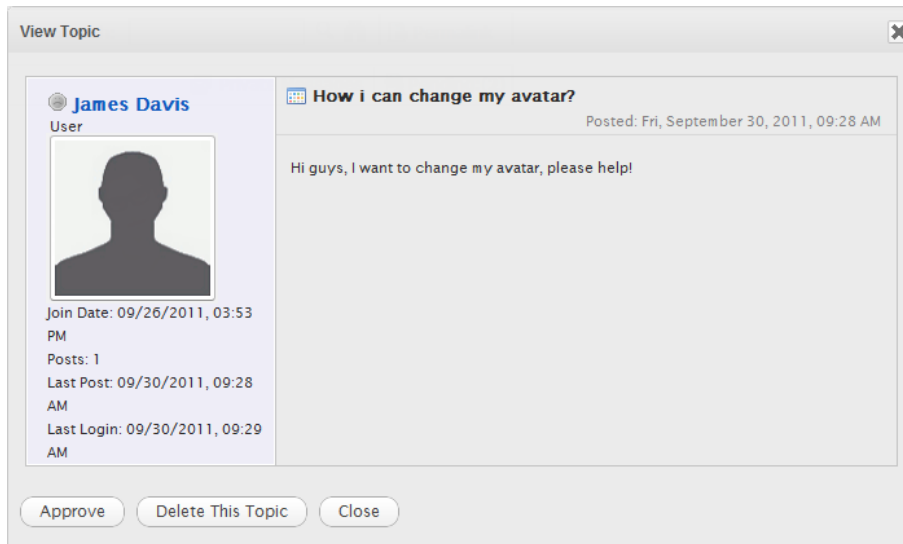 View Topic
James Davis
User
Join Date: 09/26/2011, 03:53
PM
Posts: 1
Last Post: 09/30/2011, 09:28
AM
Last Login: 09/30/2011, 09:29
AM
How i can change my avatar?
Posted: Fri, September 30, 2011, 09:28 AM
Hi guys, I want to change my avatar, please help!
Approve Delete This Topic Close